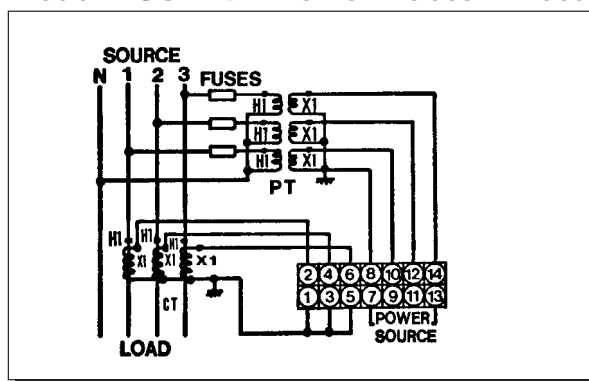 SOURCE
N 1 2 3 FUSES
H1 X1
H1 X1
H1 X1
PT
H1 H1 H1
X1 X1 X1
CT
2 4 6 8 10 12 14
1 3 5 7 9 11 13
POWER
SOURCE
LOAD